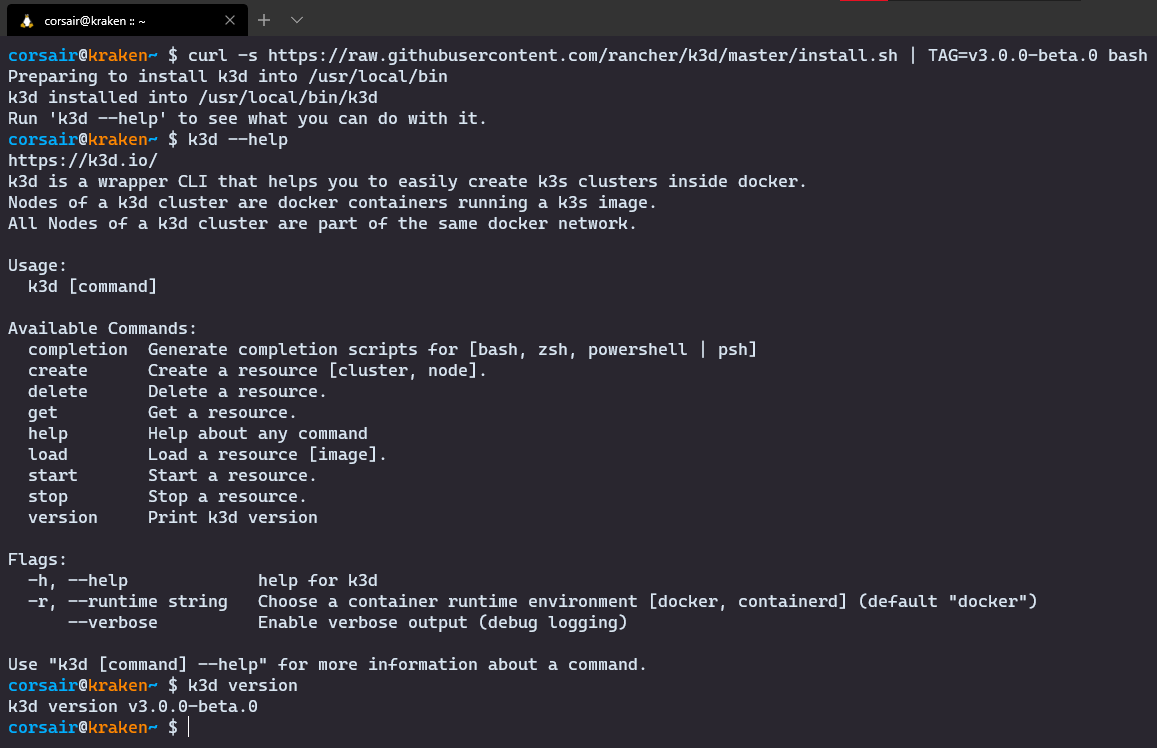 corsair@kraken :: ~
corsair@kraken~ $ curl -s https://raw.githubusercontent.com/rancher/k3d/master/install.sh | TAG=v3.0.0-beta.0 bash
Preparing to install k3d into /usr/local/bin
k3d installed into /usr/local/bin/k3d
Run 'k3d --help' to see what you can do with it.
corsair@kraken~ $ k3d --help
https://k3d.io/
k3d is a wrapper CLI that helps you to easily create k3s clusters inside docker.
Nodes of a k3d cluster are docker containers running a k3s image.
All Nodes of a k3d cluster are part of the same docker network.

Usage:
  k3d [command]

Available Commands:
  completion  Generate completion scripts for [bash, zsh, powershell | psh]
  create      Create a resource [cluster, node].
  delete      Delete a resource.
  get         Get a resource.
  help        Help about any command
  load        Load a resource [image].
  start       Start a resource.
  stop        Stop a resource.
  version     Print k3d version

Flags:
  -h, --help             help for k3d
  -r, --runtime string   Choose a container runtime environment [docker, containerd] (default "docker")
      --verbose          Enable verbose output (debug logging)

Use "k3d [command] --help" for more information about a command.
corsair@kraken~ $ k3d version
k3d version v3.0.0-beta.0
corsair@kraken~ $